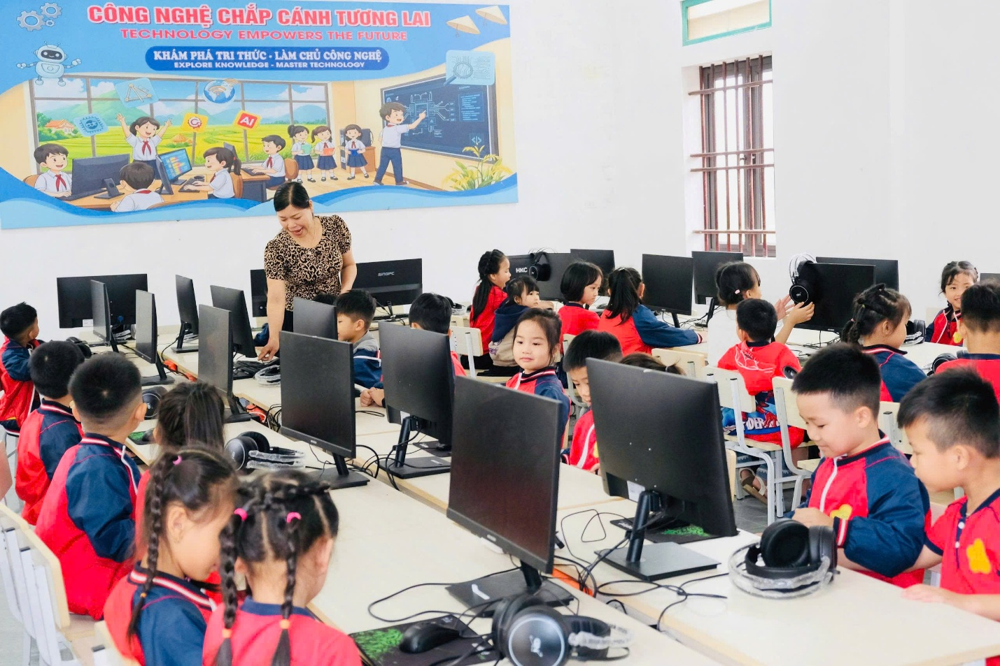 CÔNG NGHỆ CHẮP CÁNH TƯƠNG LAI
TECHNOLOGY EMPOWERS THE FUTURE
KHÁM PHÁ TRI THỨC - LÀM CHỦ CÔNG NGHỆ
EXPLORE KNOWLEDGE - MASTER TECHNOLOGY
AI
SINGPC
HKC